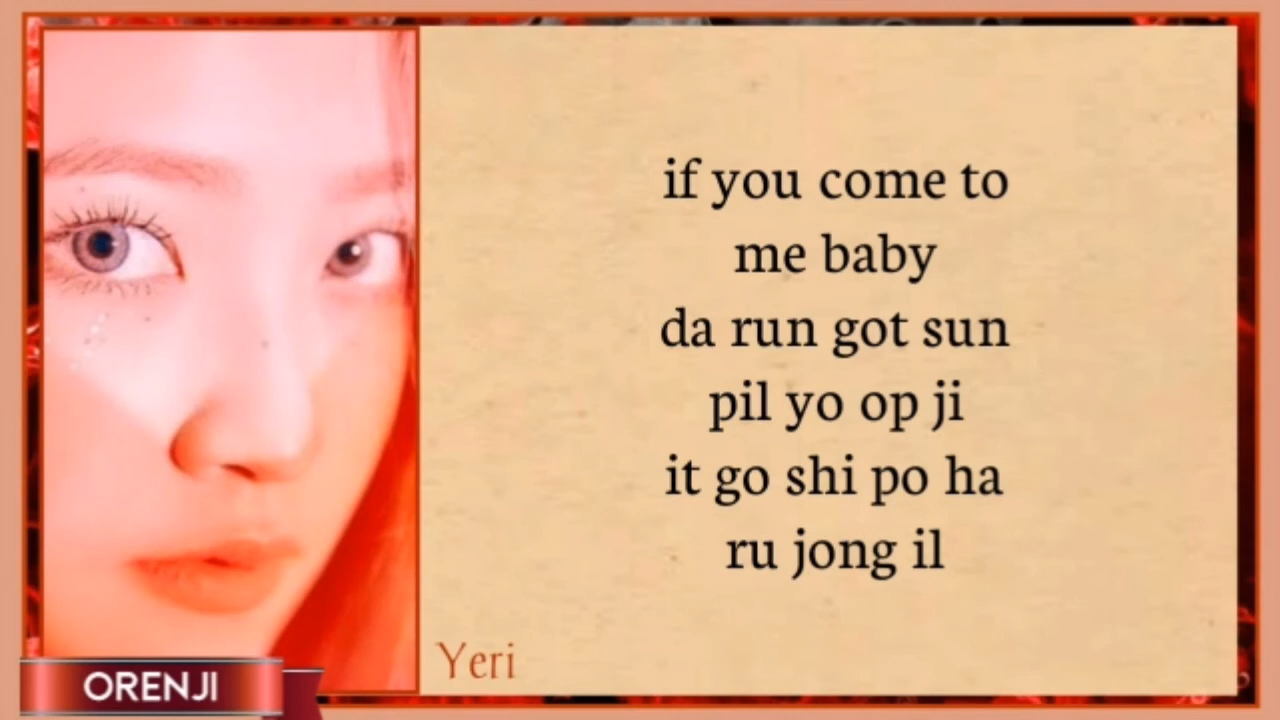 if you come to
me baby
da run got sun
pil yo op ji
it go shi po ha
ru jong il
Yeri
ORENJI